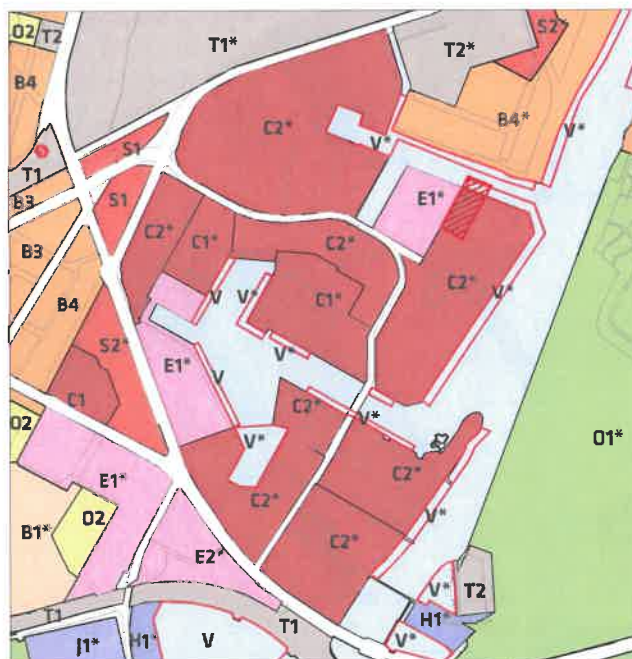 O2
T2
T1*
T2*
S2*
B4
C2*
V*
B4*
V*
S1
T1
E1*
B3
S1
C2*
C1*
C2*
B3
C2*
V
V*
C1*
V*
B4
S2*
V*
E1*
V
C1
C2*
V*
O2
V*
O1*
E1*
C2*
C2*
O2
V*
B1*
C2*
E2*
V*
T2
T1
T1
H1*
J1*
H1*
V
V*